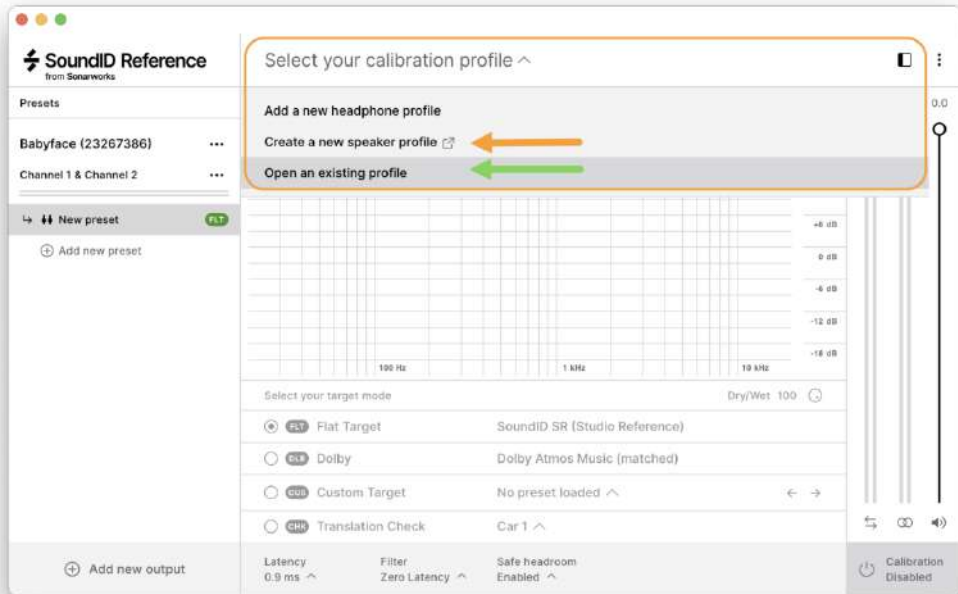 SoundID Reference
from Sonarworks
Presets
Babyface (23267386)
Channel 1 & Channel 2
New preset FLT
Add new preset
Add new output
Select your calibration profile
Add a new headphone profile
Create a new speaker profile
Open an existing profile
0.0
+6 dB
0 dB
-6 dB
-12 dB
-18 dB
100 Hz 1 kHz 10 kHz
Select your target mode Dry/Wet 100
FLT Flat Target SoundID SR (Studio Reference)
DLB Dolby Dolby Atmos Music (matched)
CUS Custom Target No preset loaded
CHK Translation Check Car 1
Latency Filter Safe headroom
0.9 ms Zero Latency Enabled
Calibration
Disabled